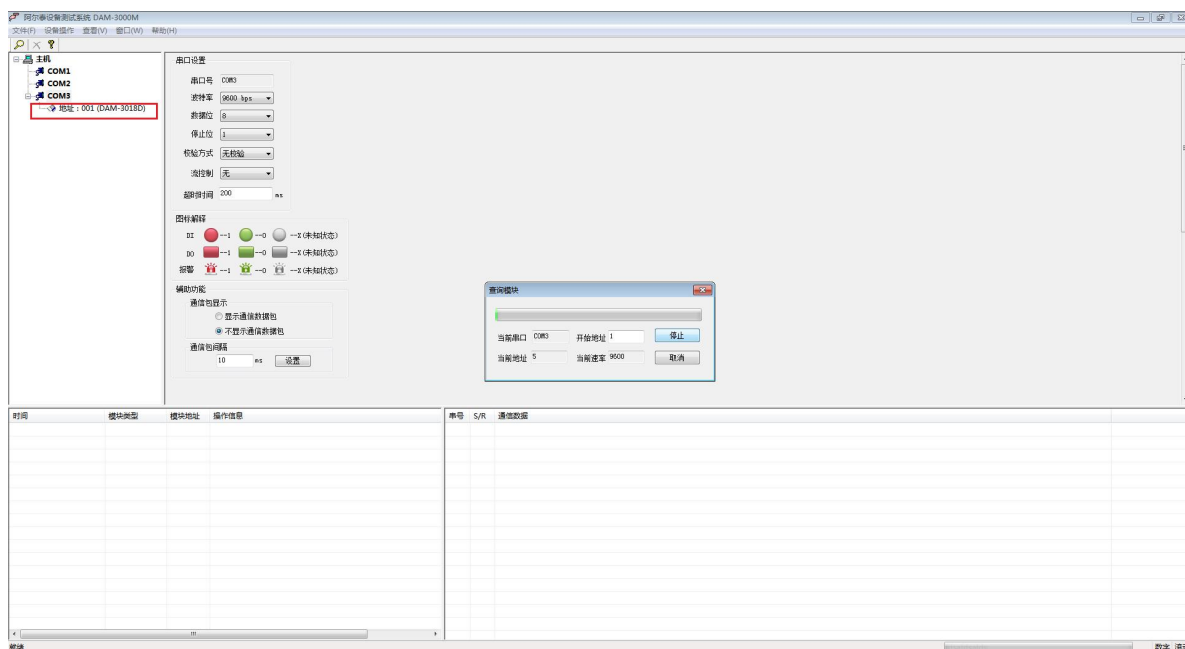 阿尔泰设备测试系统 DAM-3000M
文件(F) 设备操作 查看(V) 窗口(W) 帮助(H)
主机
COM1
COM2
COM3
地址：001 (DAM-3018D)
串口设置
串口号 COM3
波特率 9600 bps
数据位 8
停止位 1
校验方式 无校验
流控制 无
超时时间 200 ms
图标解释
DI --1 --0 --X(未知状态)
DO --1 --0 --X(未知状态)
报警 --1 --0 --X(未知状态)
辅助功能
通信包显示
显示通信数据包
不显示通信数据包
通信包间隔
10 ms 设置
查询模块
当前串口 COM3 开始地址 1 停止
当前地址 5 当前速率 9600 取消
时间 模块类型 模块地址 操作信息
串号 S/R 通信数据
就绪
数字